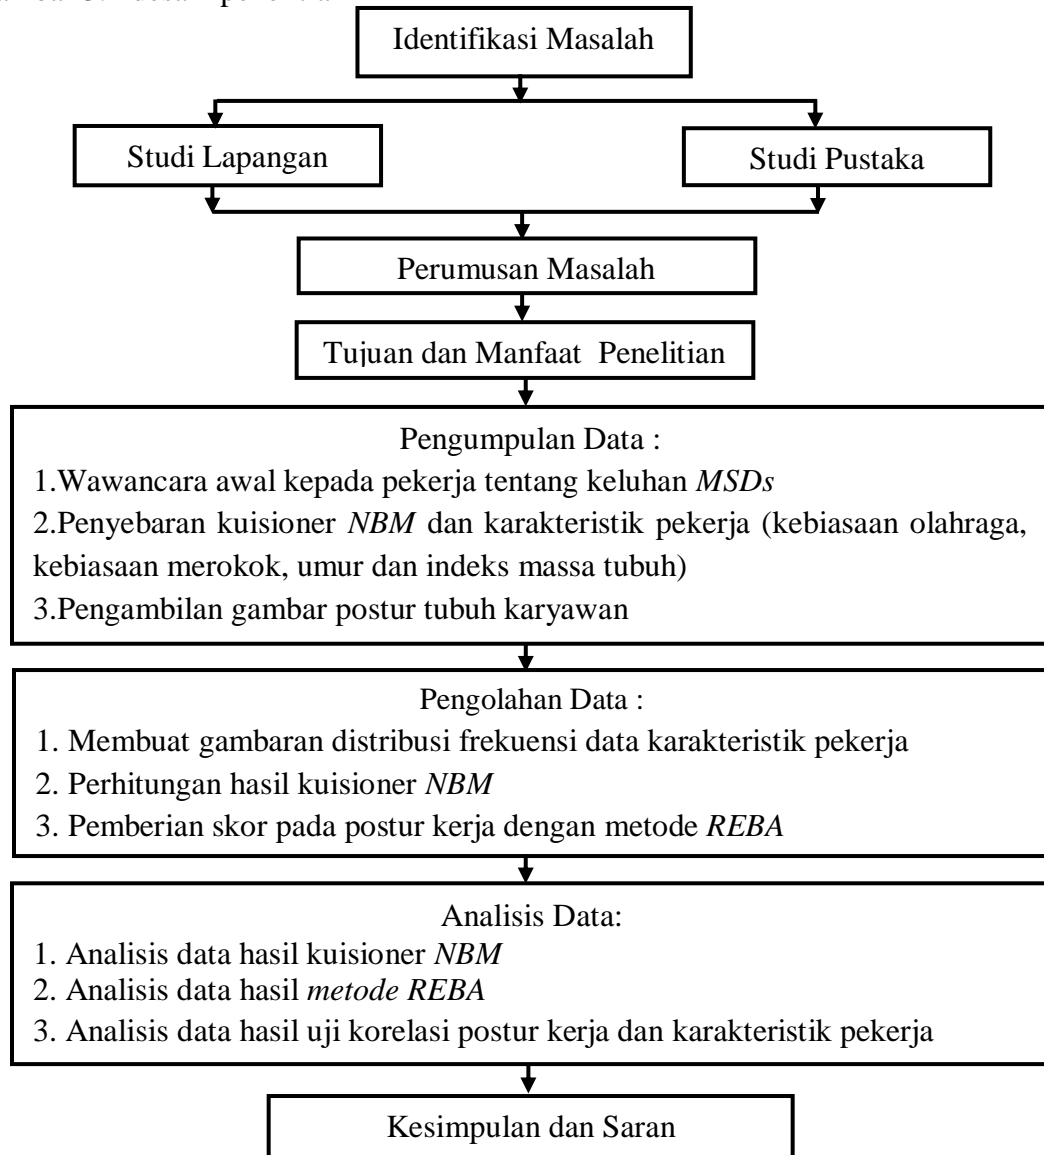 Identifikasi Masalah
Studi Lapangan
Studi Pustaka
Perumusan Masalah
Tujuan dan Manfaat Penelitian
Pengumpulan Data :
1.Wawancara awal kepada pekerja tentang keluhan MSDs
2.Penyebaran kuisioner NBM dan karakteristik pekerja (kebiasaan olahraga,
kebiasaan merokok, umur dan indeks massa tubuh)
3.Pengambilan gambar postur tubuh karyawan
Pengolahan Data :
1. Membuat gambaran distribusi frekuensi data karakteristik pekerja
2. Perhitungan hasil kuisioner NBM
3. Pemberian skor pada postur kerja dengan metode REBA
Analisis Data:
1. Analisis data hasil kuisioner NBM
2. Analisis data hasil metode REBA
3. Analisis data hasil uji korelasi postur kerja dan karakteristik pekerja
Kesimpulan dan Saran